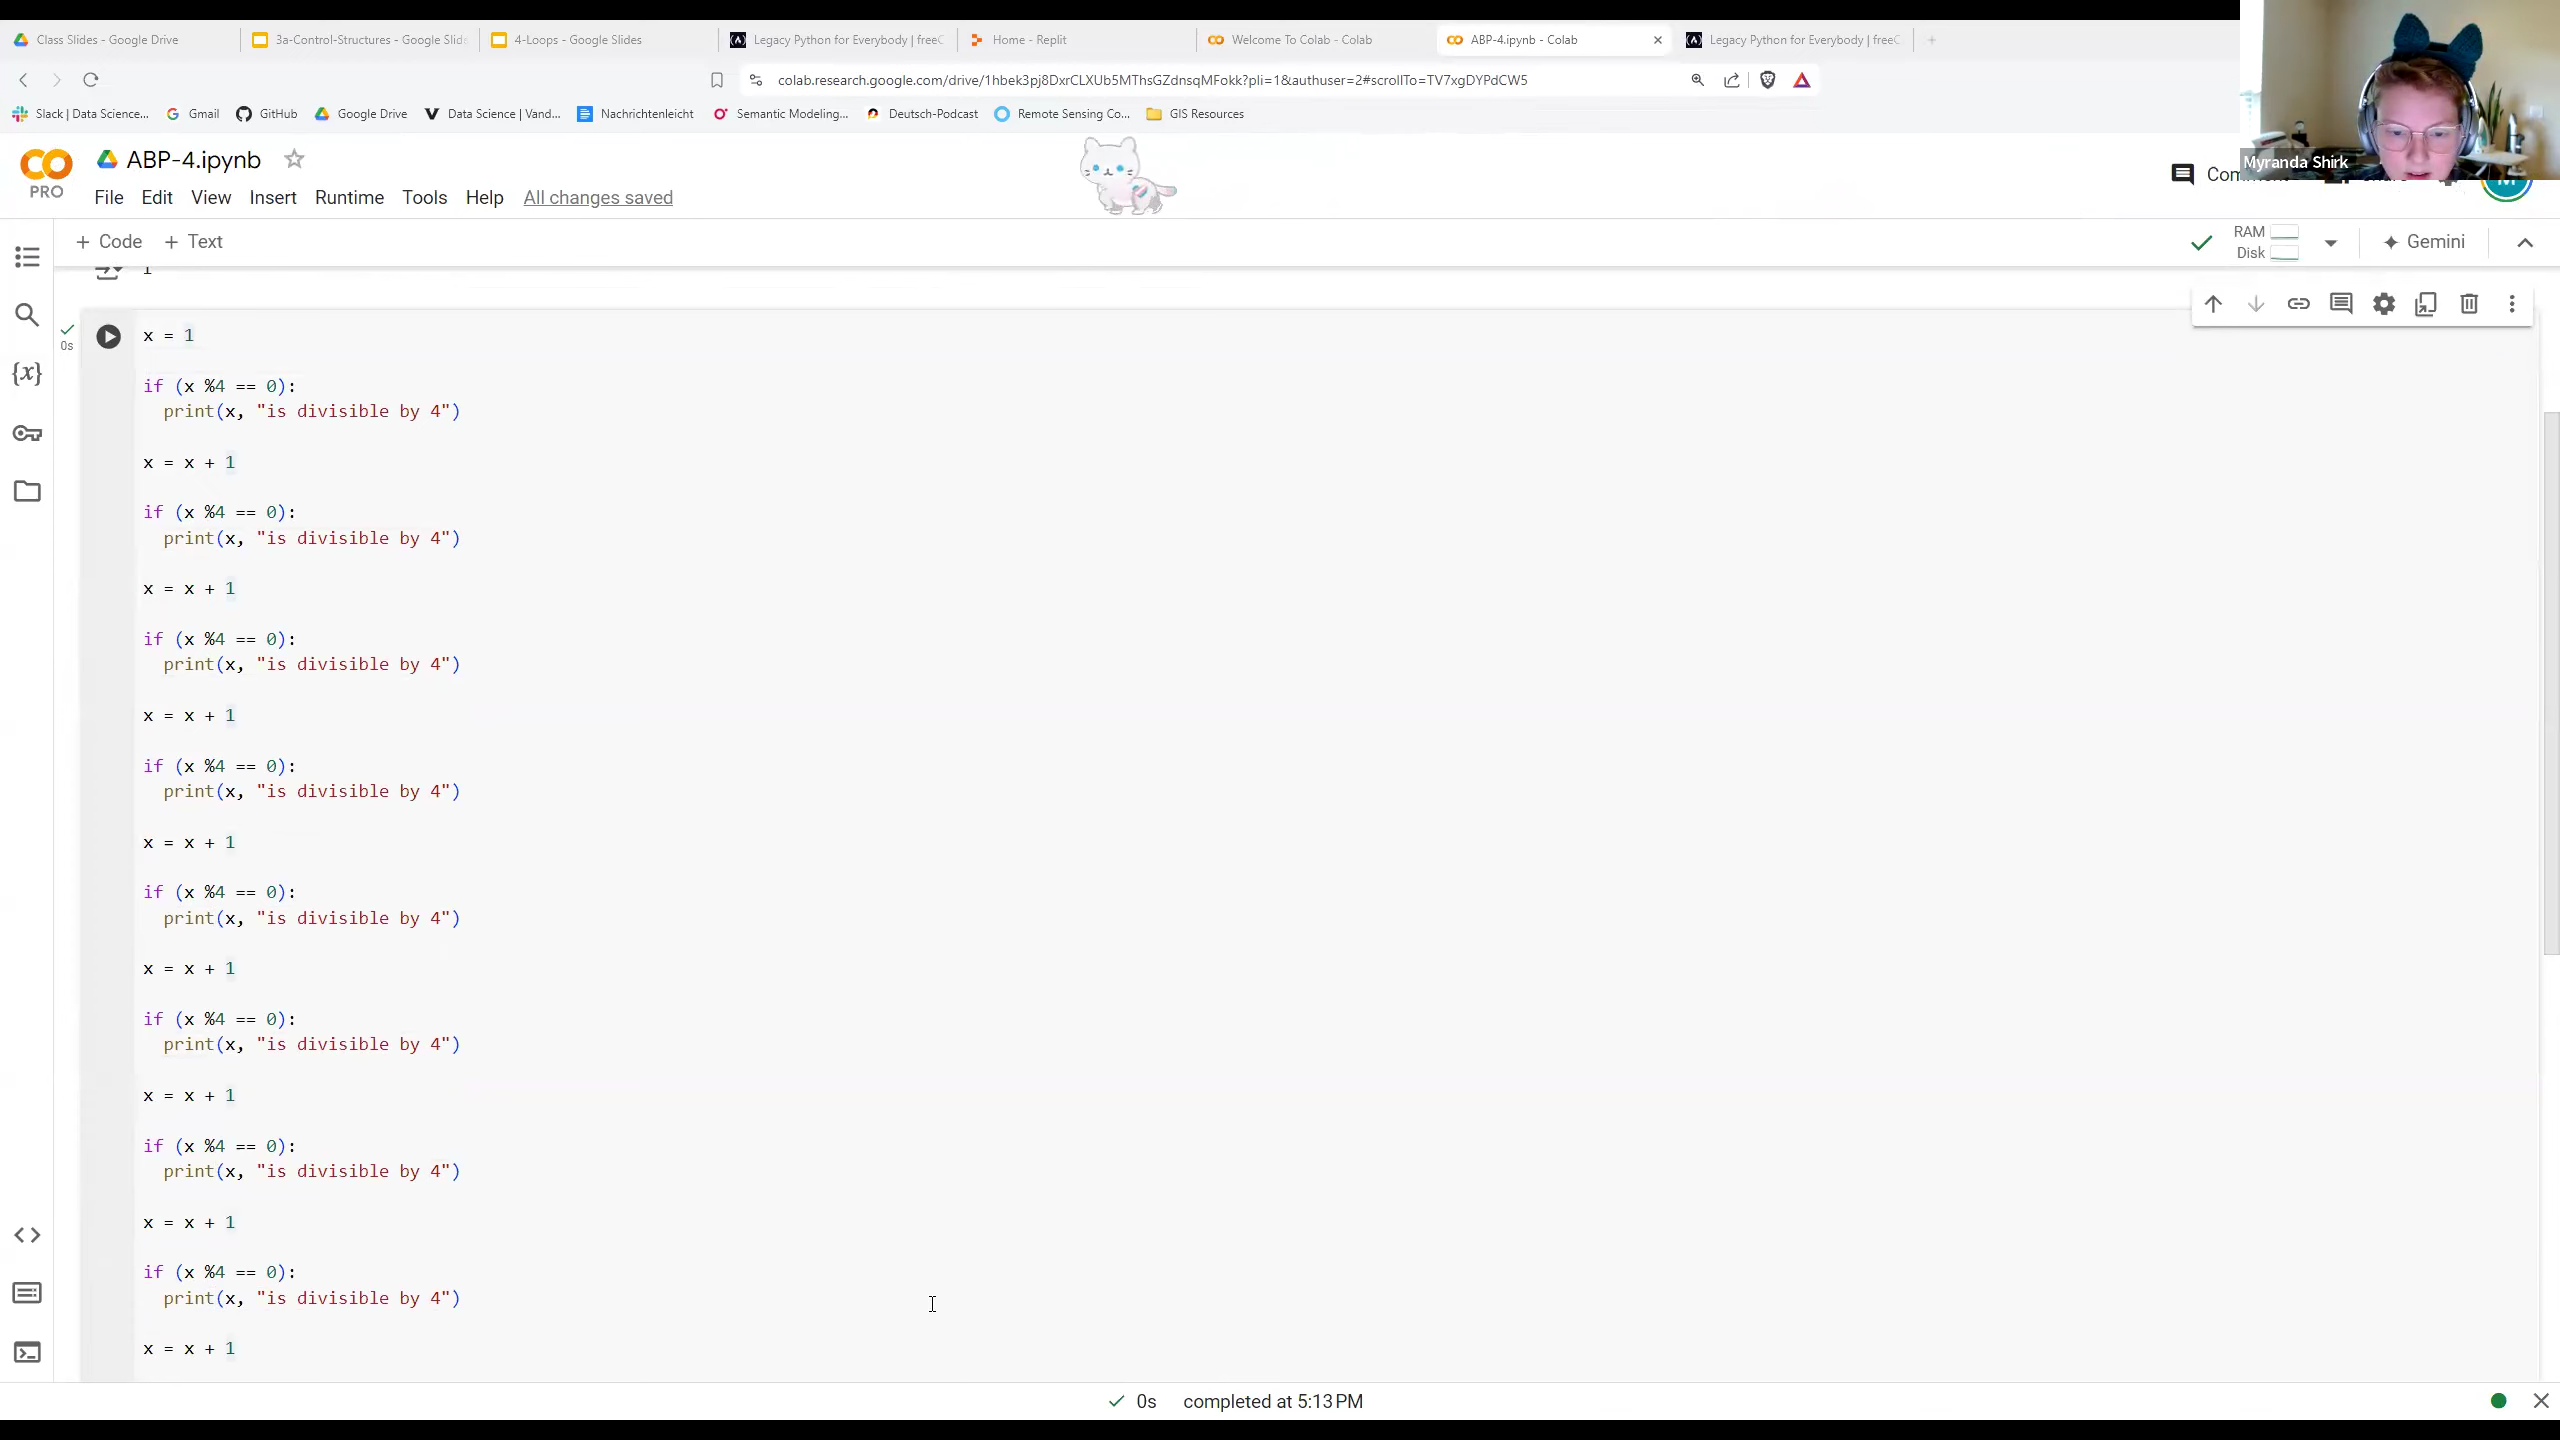 Class Slides - Google Drive
3a-Control-Structures - Google Slid
4-Loops - Google Slides
Legacy Python for Everybody | freeC
Home - Replit
Welcome To Colab - Colab
ABP-4.ipynb - Colab
Legacy Python for Everybody | freeC
colab.research.google.com/drive/1hbek3pj8DxrCLXUb5MThsGZdnsqMFokk?pli=1&authuser=2#scrollTo=TV7xgDYPdCW5
Slack | Data Science...
Gmail
GitHub
Google Drive
Data Science | Vand...
Nachrichtenleicht
Semantic Modeling...
Deutsch-Podcast
Remote Sensing Co...
GIS Resources
Myranda Shirk
CO
PRO
ABP-4.ipynb
File Edit View Insert Runtime Tools Help All changes saved
+ Code + Text
RAM
Disk
Gemini
1
0s
x = 1
if (x %4 == 0):
print(x, "is divisible by 4")
x = x + 1
if (x %4 == 0):
print(x, "is divisible by 4")
x = x + 1
if (x %4 == 0):
print(x, "is divisible by 4")
x = x + 1
if (x %4 == 0):
print(x, "is divisible by 4")
x = x + 1
if (x %4 == 0):
print(x, "is divisible by 4")
x = x + 1
if (x %4 == 0):
print(x, "is divisible by 4")
x = x + 1
if (x %4 == 0):
print(x, "is divisible by 4")
x = x + 1
if (x %4 == 0):
print(x, "is divisible by 4")
x = x + 1
{x}
0s completed at 5:13 PM